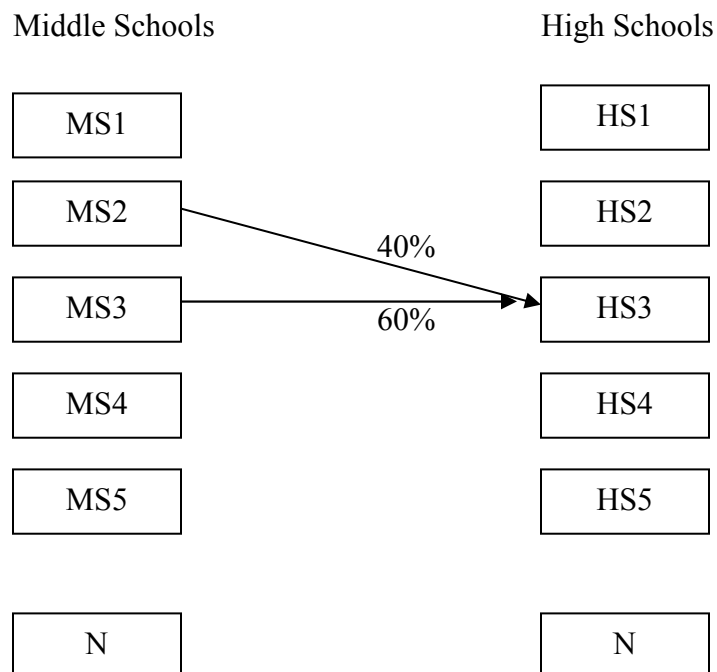 Middle Schools
High Schools
MS1
HS1
MS2
HS2
40%
MS3
HS3
60%
MS4
HS4
MS5
HS5
N
N